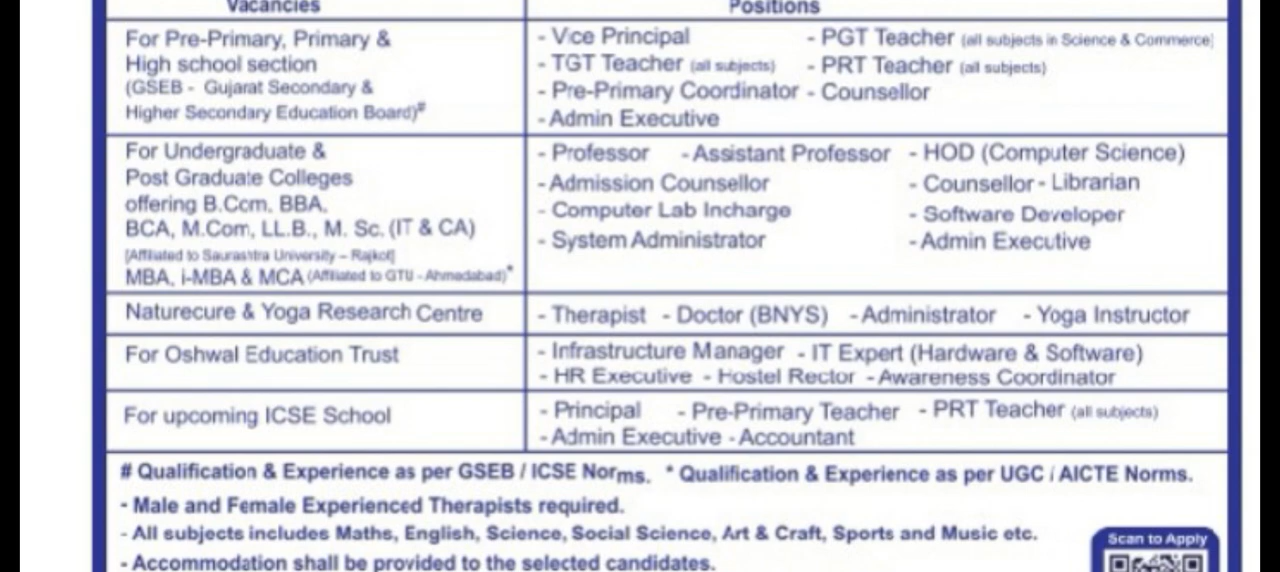 Vacancies Positions
For Pre-Primary, Primary &
High school section
(GSEB - Gujarat Secondary &
Higher Secondary Education Board)#
- Vice Principal - PGT Teacher (all subjects in Science & Commerce)
- TGT Teacher (all subjects) - PRT Teacher (all subjects)
- Pre-Primary Coordinator - Counsellor
- Admin Executive
For Undergraduate &
Post Graduate Colleges
offering B.Com. BBA,
BCA, M.Com, LL.B., M. Sc. (IT & CA)
[Affiliated to Saurashtra University – Rajkot]
MBA, i-MBA & MCA (Affiliated to GTU - Ahmedabad)*
- Professor - Assistant Professor - HOD (Computer Science)
- Admission Counsellor - Counsellor - Librarian
- Computer Lab Incharge - Software Developer
- System Administrator - Admin Executive
Naturecure & Yoga Research Centre
- Therapist - Doctor (BNYS) - Administrator - Yoga Instructor
For Oshwal Education Trust
- Infrastructure Manager - IT Expert (Hardware & Software)
- HR Executive - Hostel Rector - Awareness Coordinator
For upcoming ICSE School
- Principal - Pre-Primary Teacher - PRT Teacher (all subjects)
- Admin Executive - Accountant
# Qualification & Experience as per GSEB / ICSE Norms. * Qualification & Experience as per UGC / AICTE Norms.
- Male and Female Experienced Therapists required.
- All subjects includes Maths, English, Science, Social Science, Art & Craft, Sports and Music etc.
- Accommodation shall be provided to the selected candidates.
Scan to Apply